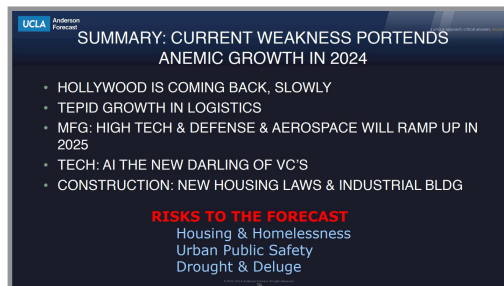 UCLA Anderson
Forecast
SUMMARY: CURRENT WEAKNESS PORTENDS
ANEMIC GROWTH IN 2024
• HOLLYWOOD IS COMING BACK, SLOWLY
• TEPID GROWTH IN LOGISTICS
• MFG: HIGH TECH & DEFENSE & AEROSPACE WILL RAMP UP IN
2025
• TECH: AI THE NEW DARLING OF VC'S
• CONSTRUCTION: NEW HOUSING LAWS & INDUSTRIAL BLDG
RISKS TO THE FORECAST
Housing & Homelessness
Urban Public Safety
Drought & Deluge